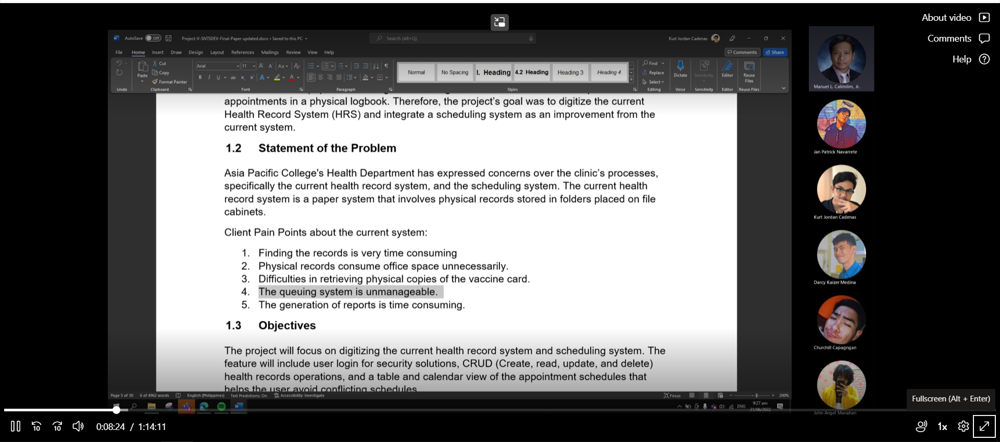 About video
Comments
Help
AutoSave Off Project-V-SNTSDEV-Final-Paper updated.docx • Saved to this PC
Search (Alt+Q)
Kurt Jordan Cadenas
File Home Insert Draw Design Layout References Mailings Review View Help
Comments Share
Cut
Copy
Format Painter
Paste
Arial 11
Normal No Spacing I. Heading 4.2 Heading Heading 3 Heading 4
Find
Replace
Select
Dictate Sensitivity Editor Reuse Files
Undo Clipboard Font Paragraph Styles Editing Voice Sensitivity Editor Reuse Files
appointments in a physical logbook. Therefore, the project's goal was to digitize the current
Health Record System (HRS) and integrate a scheduling system as an improvement from the
current system.
1.2 Statement of the Problem
Asia Pacific College's Health Department has expressed concerns over the clinic's processes,
specifically the current health record system, and the scheduling system. The current health
record system is a paper system that involves physical records stored in folders placed on file
cabinets.
Client Pain Points about the current system:
1. Finding the records is very time consuming
2. Physical records consume office space unnecessarily.
3. Difficulties in retrieving physical copies of the vaccine card.
4. The queuing system is unmanageable.
5. The generation of reports is time consuming.
1.3 Objectives
The project will focus on digitizing the current health record system and scheduling system. The
feature will include user login for security solutions, CRUD (Create, read, update, and delete)
health records operations, and a table and calendar view of the appointment schedules that
helps the user avoid conflicting schedules
Page 5 of 30 6 of 4962 words English (Philippines) Text Predictions: On Accessibility: Investigate
Focus 200%
ENG 9:27 am
21/06/2022
Manuel L. Calimlim, Jr.
Jan Patrick Navarrete
Kurt Jordan Cadenas
Darcy Kaizer Medina
Churchill Capagngan
John Angel Manahan
Fullscreen (Alt + Enter)
10 10 0:08:24 / 1:14:11
1x